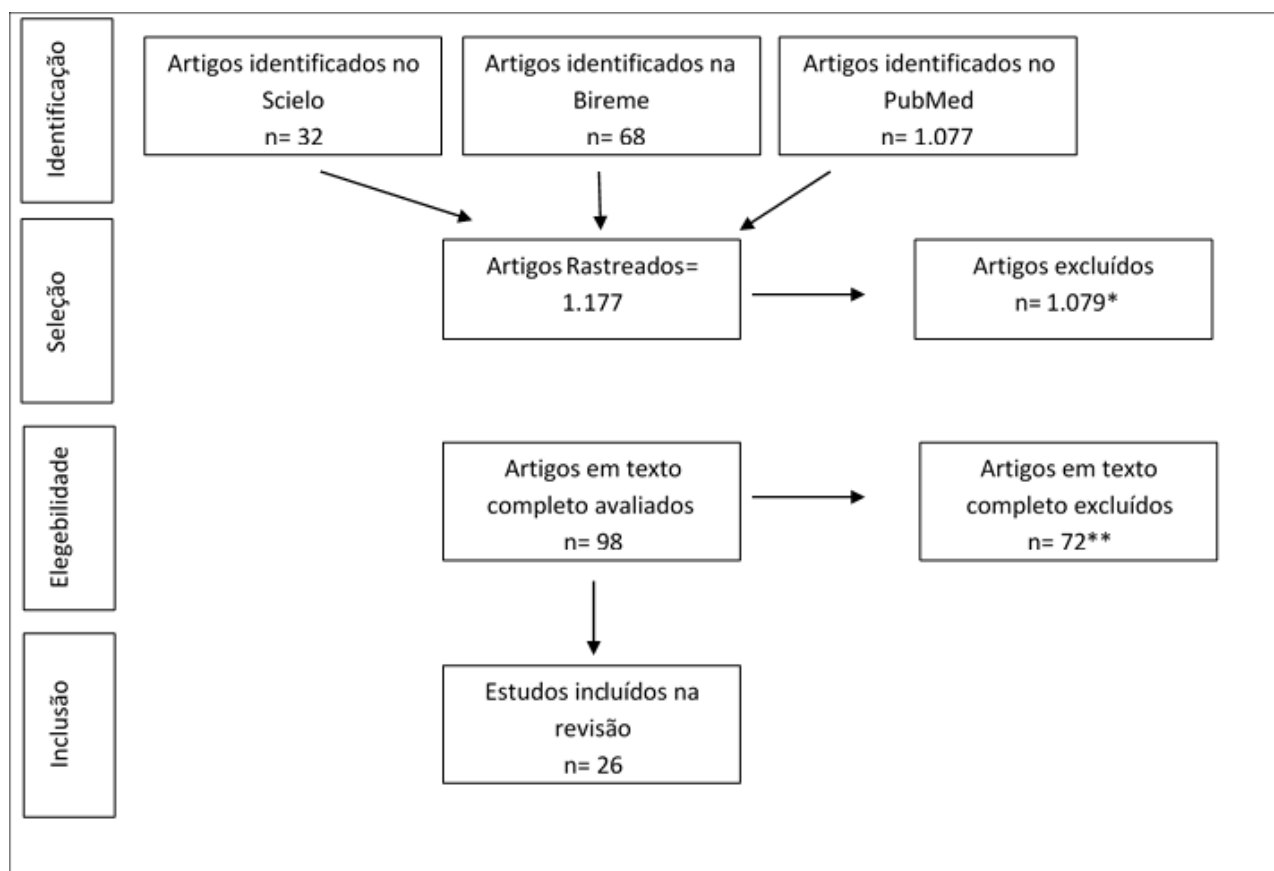 Identificação
Artigos identificados no
Scielo
n= 32
Artigos identificados na
Bireme
n= 68
Artigos identificados no
PubMed
n= 1.077
Seleção
Artigos Rastreados=
1.177
Artigos excluídos
n= 1.079*
Elegebilidade
Artigos em texto
completo avaliados
n= 98
Artigos em texto
completo excluídos
n= 72**
Inclusão
Estudos incluídos na
revisão
n= 26